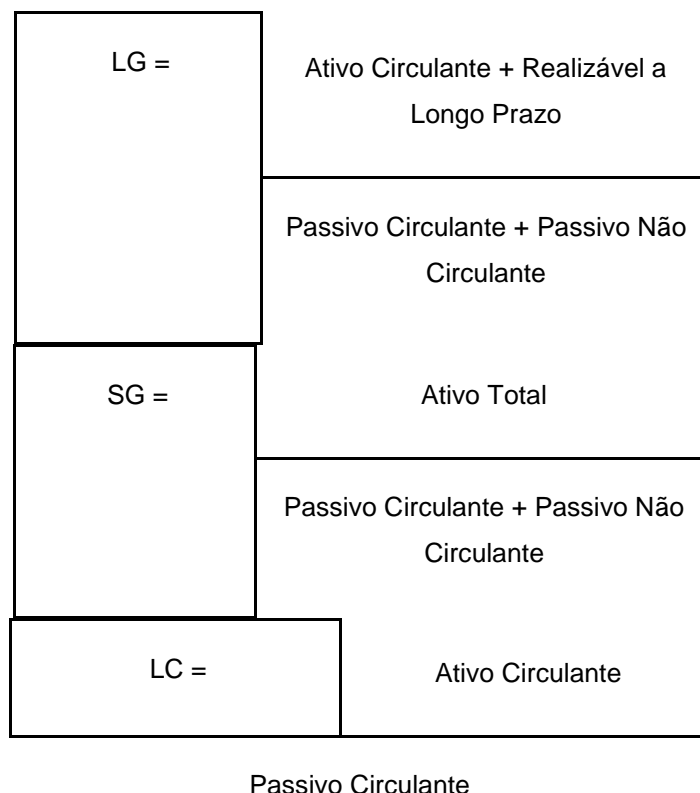 LG =
Ativo Circulante + Realizável a
Longo Prazo
Passivo Circulante + Passivo Não
Circulante
SG =
Ativo Total
Passivo Circulante + Passivo Não
Circulante
LC =
Ativo Circulante
Passivo Circulante